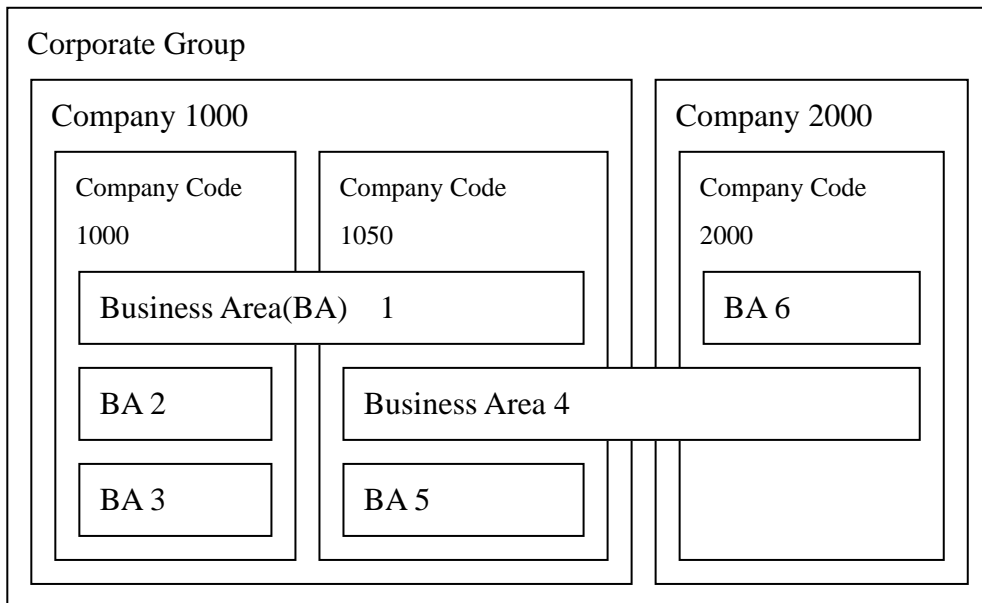 Corporate Group
Company 1000
Company Code
1000
Company Code
1050
Business Area(BA) 1
BA 2
Business Area 4
BA 3
BA 5
Company 2000
Company Code
2000
BA 6